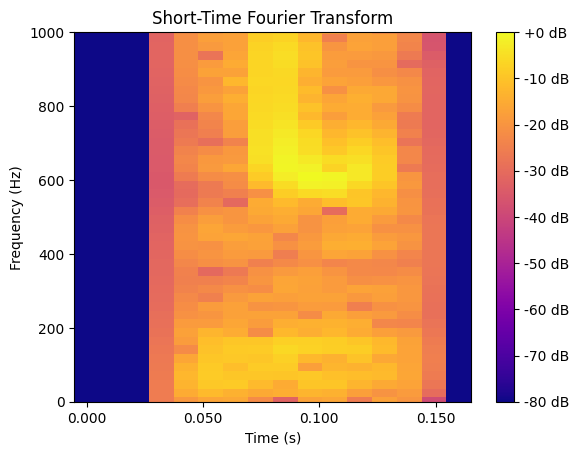 Short-Time Fourier Transform
1000
800
600
400
200
0
Frequency (Hz)
0.000
0.050
0.100
0.150
Time (s)
+0 dB
-10 dB
-20 dB
-30 dB
-40 dB
-50 dB
-60 dB
-70 dB
-80 dB